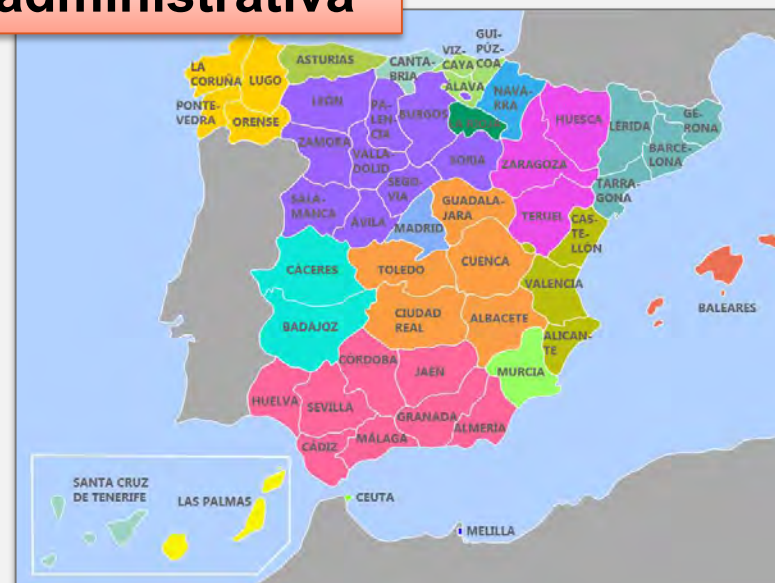 administrativa
LA
CORUÑA
LUGO
PONTE-
VEDRA
ORENSE
ASTURIAS
CANTA-
BRIA
VIZ-
CAYA
GUI-
PÚZ-
COA
ÁLAVA
NAVA-
RRA
LEÓN
PA-
LEN-
CIA
BURGOS
LA RIOJA
HUESCA
LÉRIDA
GE-
RONA
BARCE-
LONA
ZAMORA
VALLA-
DOLID
SORIA
ZARAGOZA
TARRA-
GONA
SEGO-
VIA
SALA-
MANCA
ÁVILA
MADRID
GUADALA-
JARA
TERUEL
CAS-
TE-
LLÓN
CÁCERES
TOLEDO
CUENCA
VALENCIA
BALEARES
BADAJOZ
CIUDAD
REAL
ALBACETE
ALICAN-
TE
CÓRDOBA
JAÉN
MURCIA
HUELVA
SEVILLA
GRANADA
ALMERÍA
CÁDIZ
MÁLAGA
SANTA CRUZ
DE TENERIFE
LAS PALMAS
CEUTA
MELILLA